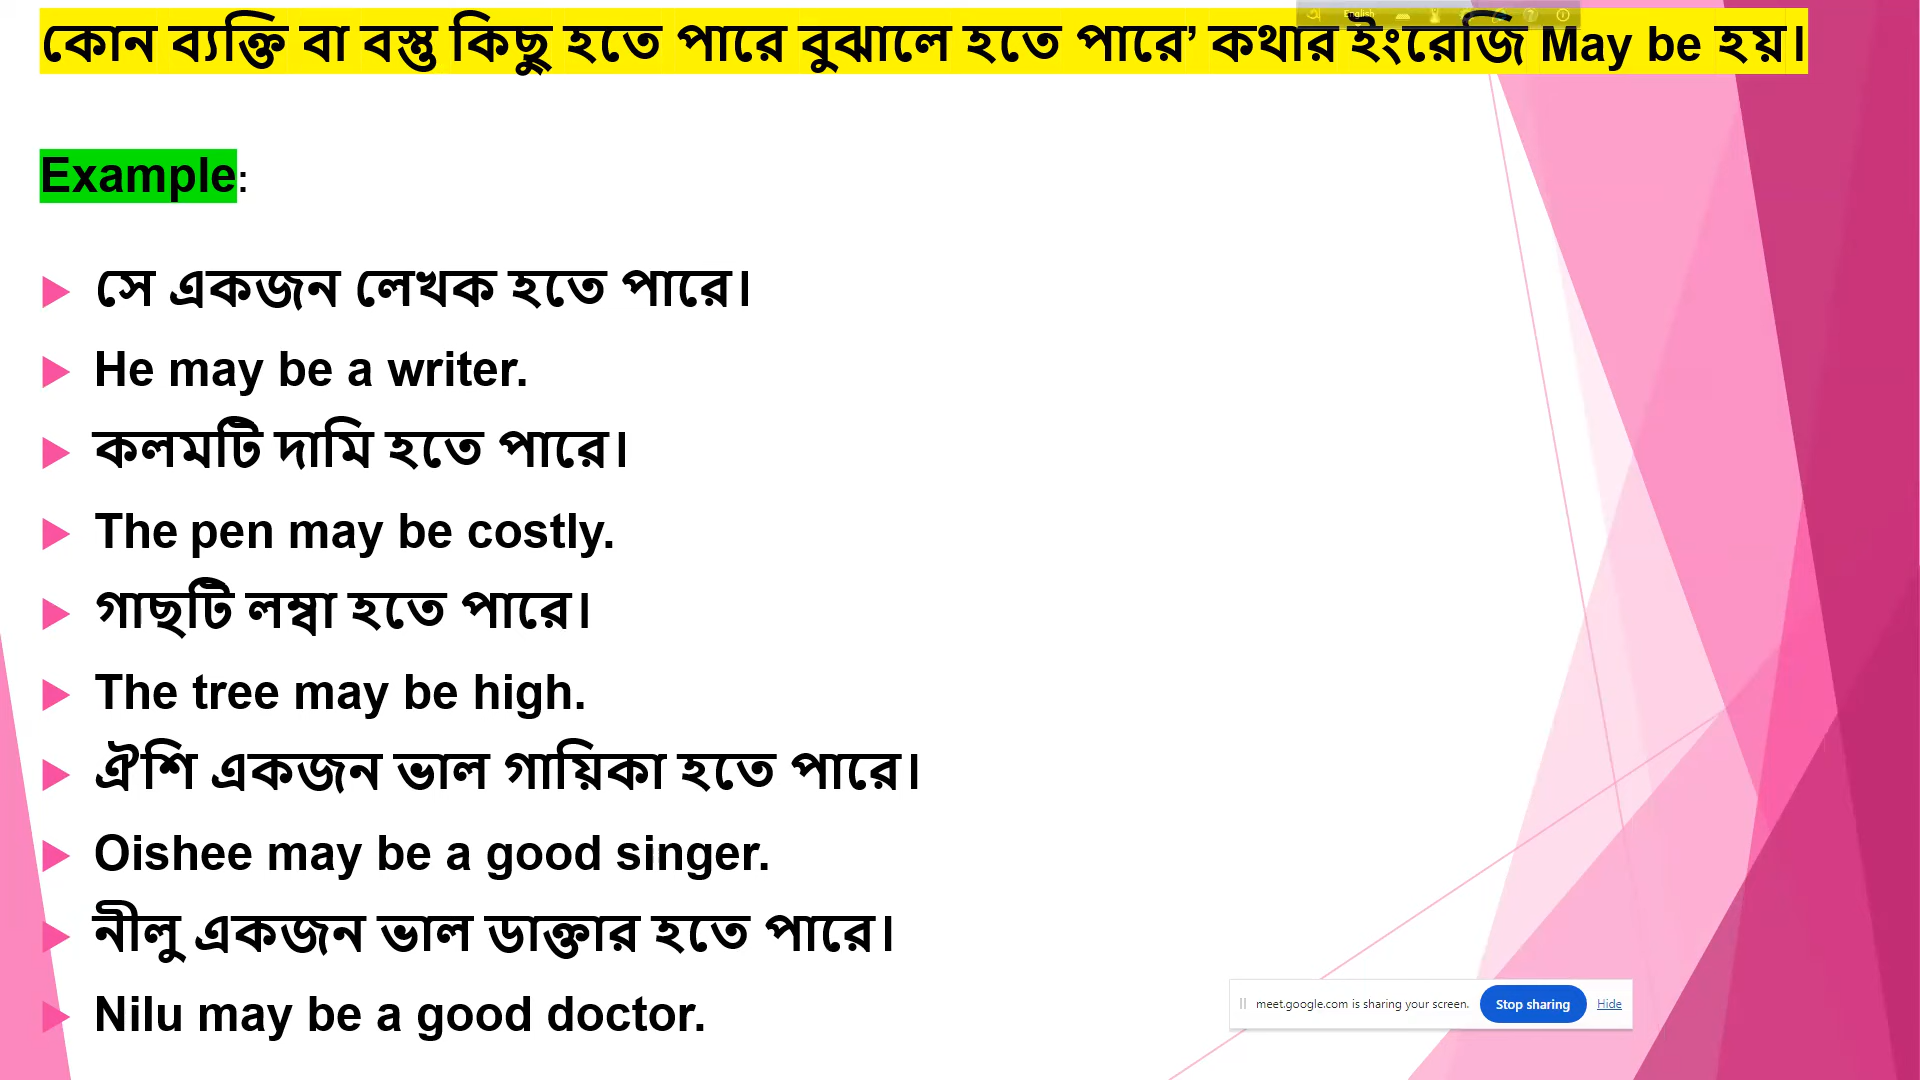 কোন ব্যক্তি বা বস্তু কিছু হতে পারে বুঝালে হতে পারে’ কথার ইংরেজি May be হয়।
English
Example:
সে একজন লেখক হতে পারে।
He may be a writer.
কলমটি দামি হতে পারে।
The pen may be costly.
গাছটি লম্বা হতে পারে।
The tree may be high.
ঐশি একজন ভাল গায়িকা হতে পারে।
Oishee may be a good singer.
নীলু একজন ভাল ডাক্তার হতে পারে।
Nilu may be a good doctor.
meet.google.com is sharing your screen. Stop sharing Hide